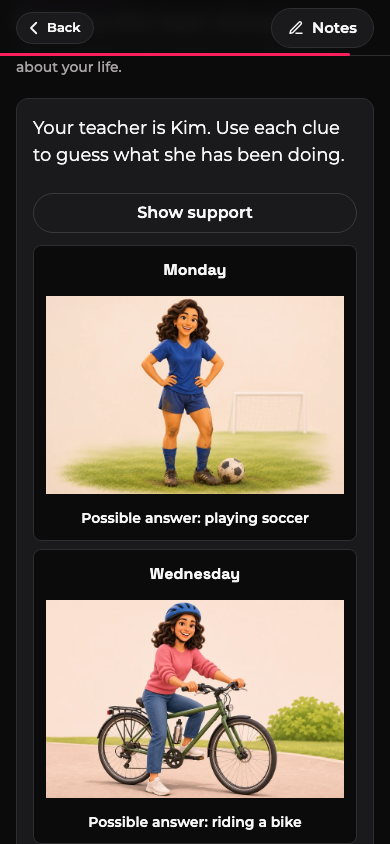 Back
Notes
about your life.
Your teacher is Kim. Use each clue
to guess what she has been doing.
Show support
Monday
Possible answer: playing soccer
Wednesday
Possible answer: riding a bike